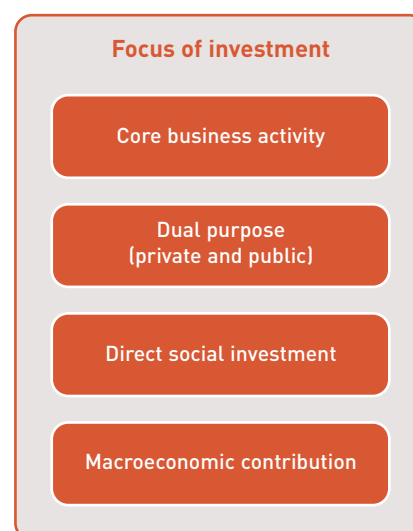 Focus of investment
Core business activity
Dual purpose
(private and public)
Direct social investment
Macroeconomic contribution